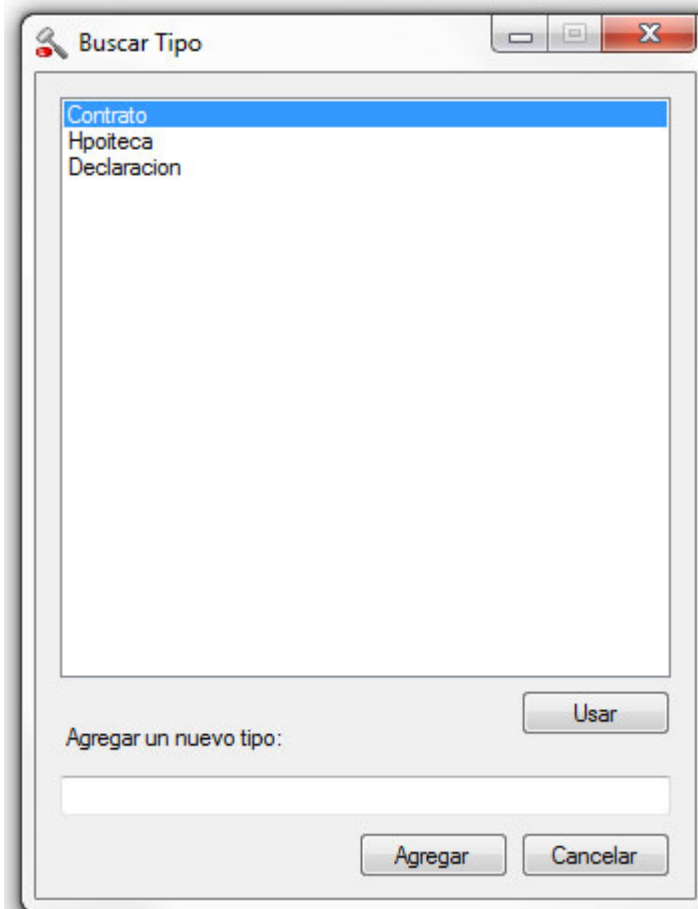 Buscar Tipo
Contrato
Hpoiteca
Declaracion
Usar
Agregar un nuevo tipo:
Agregar
Cancelar